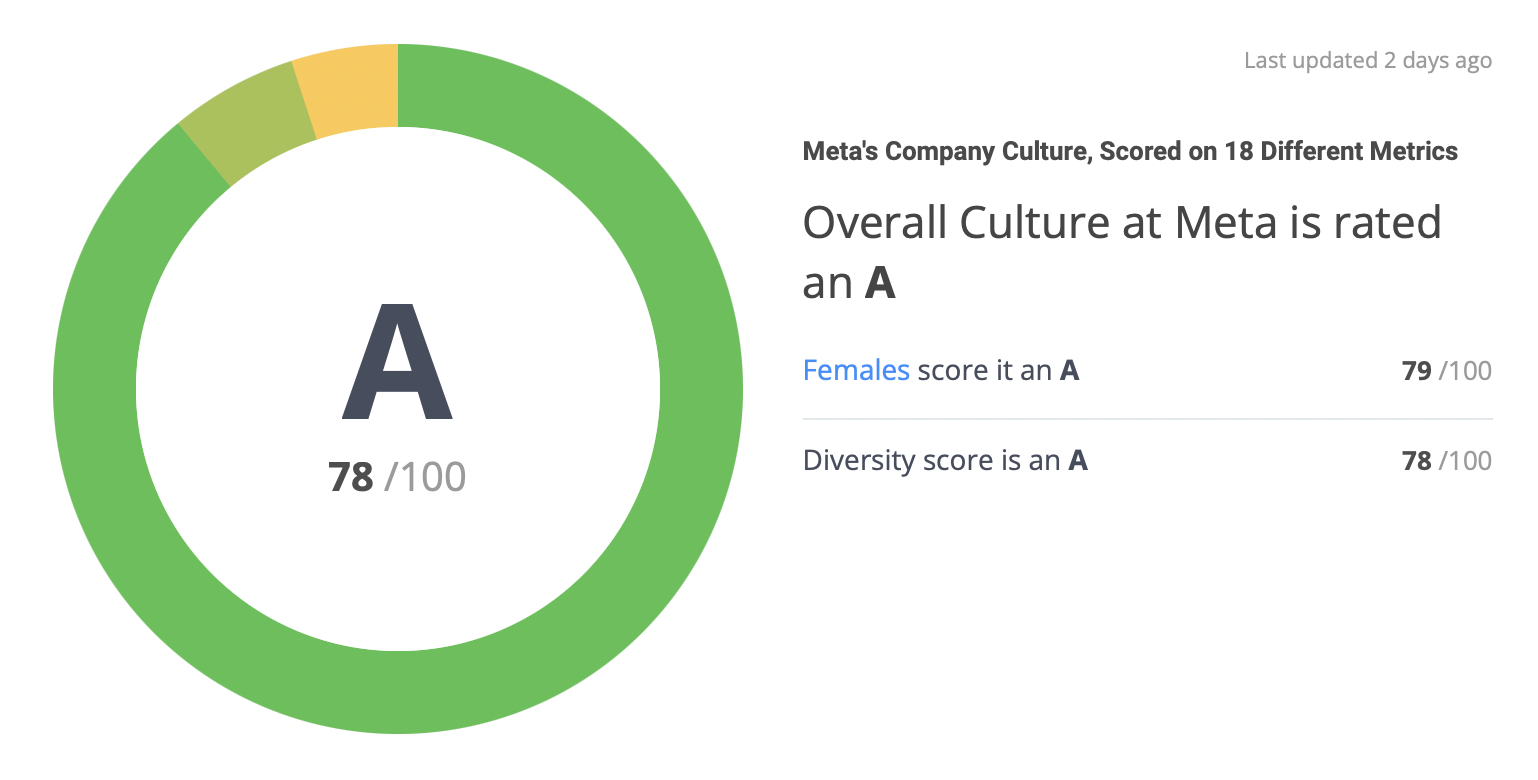 A
78 /100
Last updated 2 days ago
Meta's Company Culture, Scored on 18 Different Metrics
Overall Culture at Meta is rated
an A
Females score it an A 79 /100
Diversity score is an A 78 /100